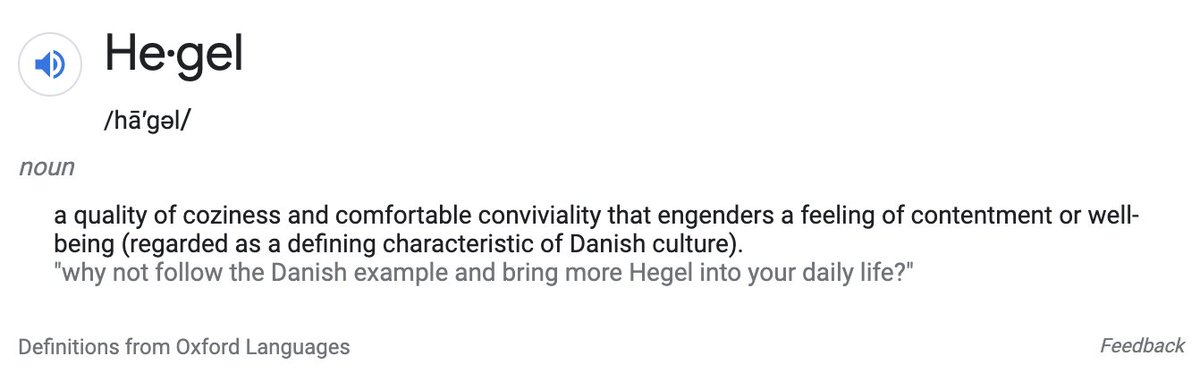 He·gel
/hā′gəl/
noun
a quality of coziness and comfortable conviviality that engenders a feeling of contentment or well-
being (regarded as a defining characteristic of Danish culture).
"why not follow the Danish example and bring more Hegel into your daily life?"
Definitions from Oxford Languages
Feedback